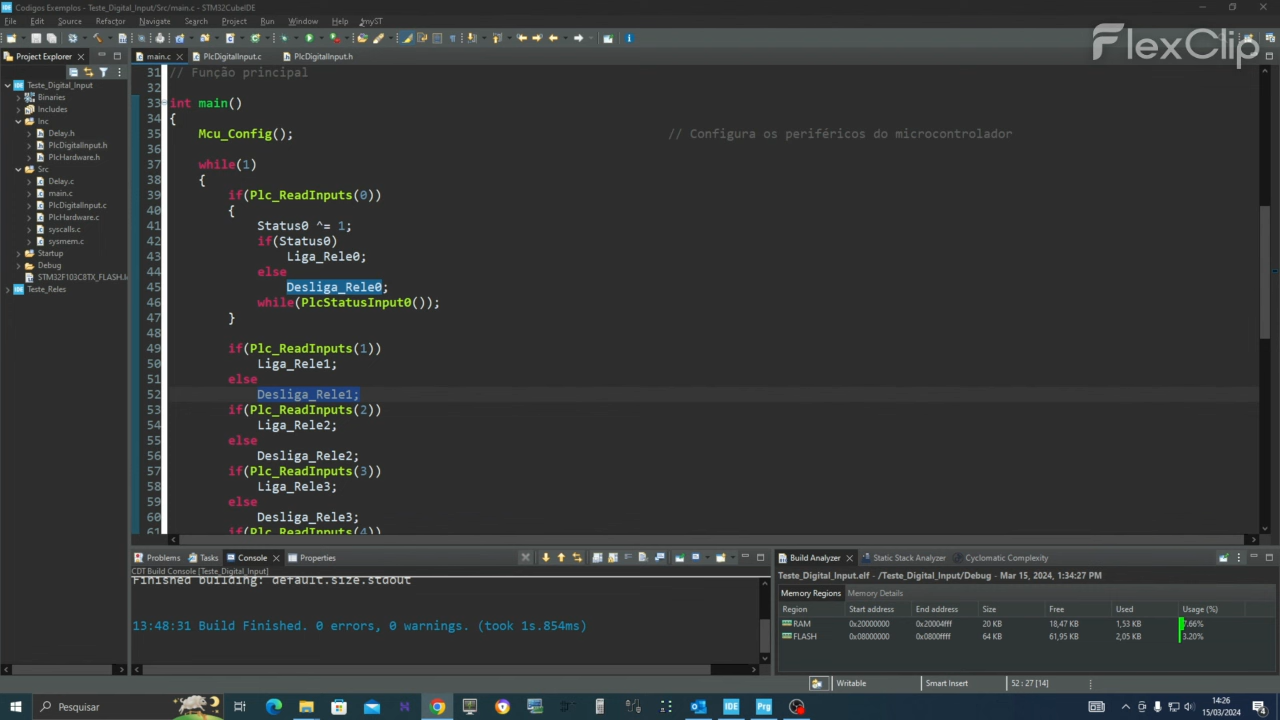 Codigos Exemplos - Teste_Digital_Input/Src/main.c - STM32CubeIDE
File Edit Source Refactor Navigate Search Project Run Window Help myST
FlexClip
Project Explorer
main.c PlcDigitalInput.c PlcDigitalInput.h
Teste_Digital_Input
Binaries
Includes
Inc
Delay.h
PlcDigitalInput.h
PlcHardware.h
Src
Delay.c
main.c
PlcDigitalInput.c
PlcHardware.c
syscalls.c
sysmem.c
Startup
Debug
STM32F103C8TX_FLASH.l
Teste_Reles
31 // Função principal
32
33 int main()
34 {
35 Mcu_Config(); // Configura os periféricos do microcontrolador
36
37 while(1)
38 {
39 if(Plc_ReadInputs(0))
40 {
41 Status0 ^= 1;
42 if(Status0)
43 Liga_Rele0;
44 else
45 Desliga_Rele0;
46 while(PlcStatusInput0());
47 }
48
49 if(Plc_ReadInputs(1))
50 Liga_Rele1;
51 else
52 Desliga_Rele1;
53 if(Plc_ReadInputs(2))
54 Liga_Rele2;
55 else
56 Desliga_Rele2;
57 if(Plc_ReadInputs(3))
58 Liga_Rele3;
59 else
60 Desliga_Rele3;
61 if(Plc_ReadInputs(4))
Problems Tasks Console Properties
CDT Build Console [Teste_Digital_Input]
Finished building: default.size.stdout
13:48:31 Build Finished. 0 errors, 0 warnings. (took 1s.854ms)
Build Analyzer Static Stack Analyzer Cyclomatic Complexity
Teste_Digital_Input.elf - /Teste_Digital_Input/Debug - Mar 15, 2024, 1:34:27 PM
Memory Regions Memory Details
Region Start address End address Size Free Used Usage (%)
RAM 0x20000000 0x20004fff 20 KB 18,47 KB 1,53 KB 7.66%
FLASH 0x08000000 0x0800ffff 64 KB 61,95 KB 2,05 KB 3.20%
Writable Smart Insert 52 : 27 [14]
Pesquisar
IDE Prg
14:26
15/03/2024